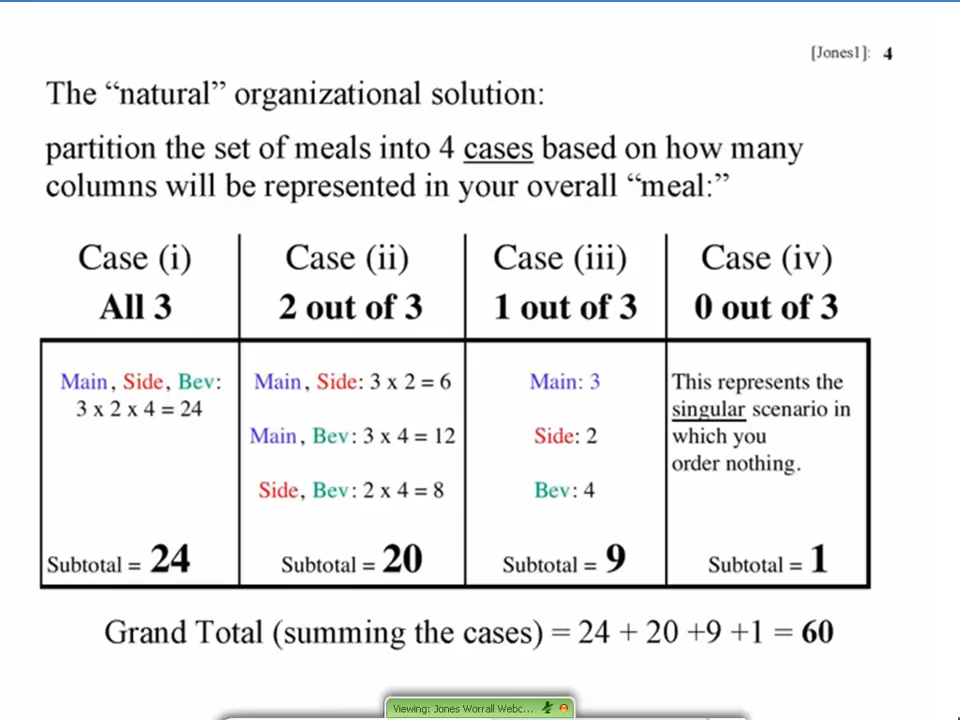 [Jones1]: 4
The “natural” organizational solution:
partition the set of meals into 4 cases based on how many
columns will be represented in your overall “meal:”
Case (i)
All 3
Main, Side, Bev:
3 x 2 x 4 = 24
Subtotal = 24
Case (ii)
2 out of 3
Main, Side: 3 x 2 = 6
Main, Bev: 3 x 4 = 12
Side, Bev: 2 x 4 = 8
Subtotal = 20
Case (iii)
1 out of 3
Main: 3
Side: 2
Bev: 4
Subtotal = 9
Case (iv)
0 out of 3
This represents the
singular scenario in
which you
order nothing.
Subtotal = 1
Grand Total (summing the cases) = 24 + 20 +9 +1 = 60
Viewing: Jones Worrall Webc...